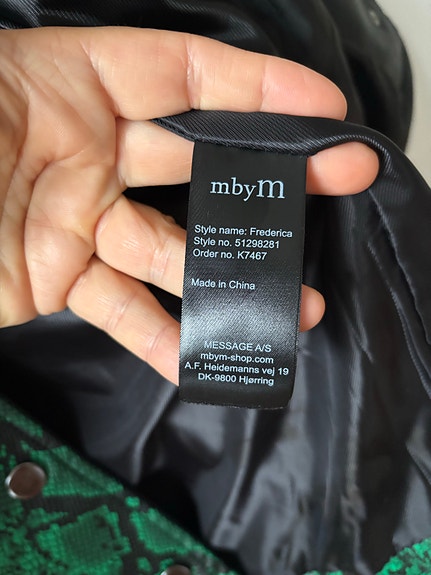 mbyM
Style name: Frederica
Style no. 51298281
Order no. K7467
Made in China
MESSAGE A/S
mbym-shop.com
A.F. Heidemanns vej 19
DK-9800 Hjørring